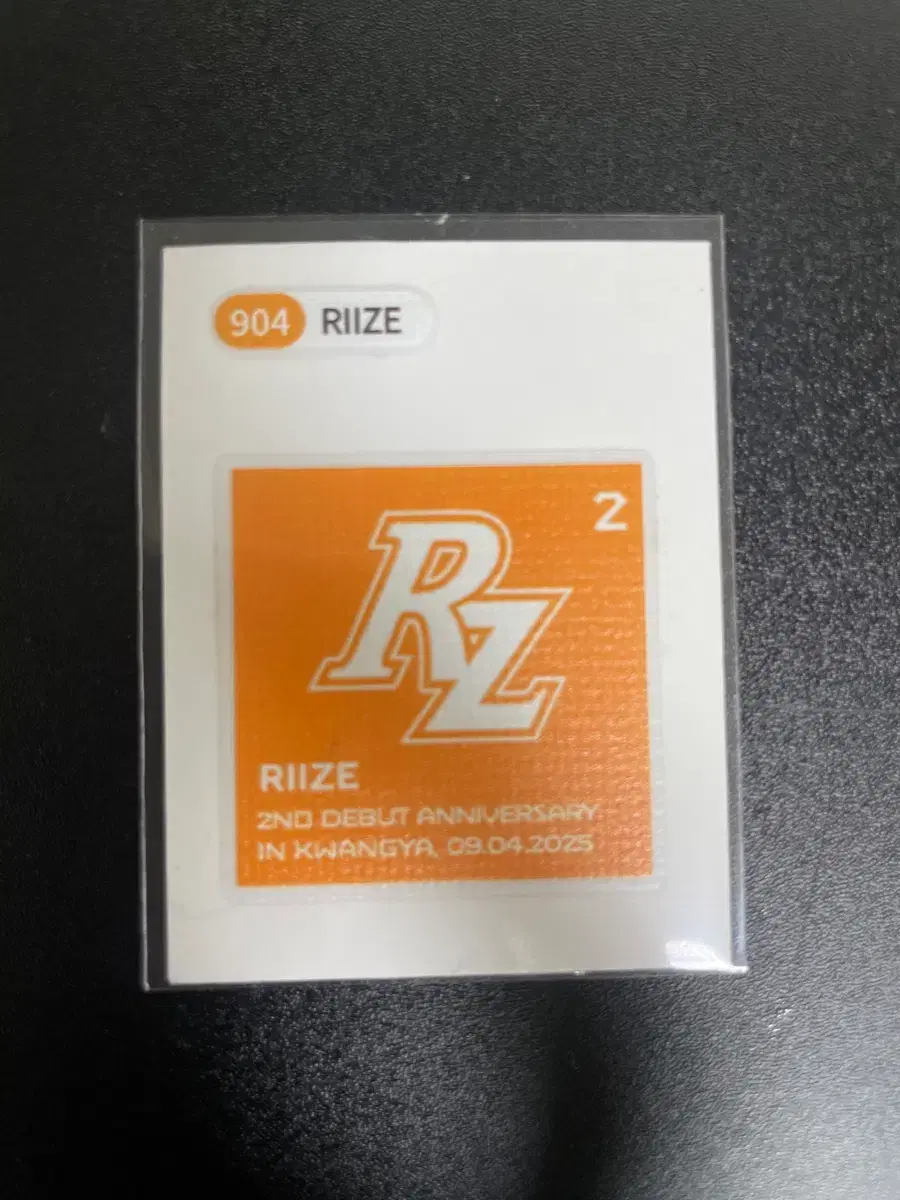 904 RIIZE
2
RZ
RIIZE
2ND DEBUT ANNIVERSARY
IN KWANGYA, 09.04.2025